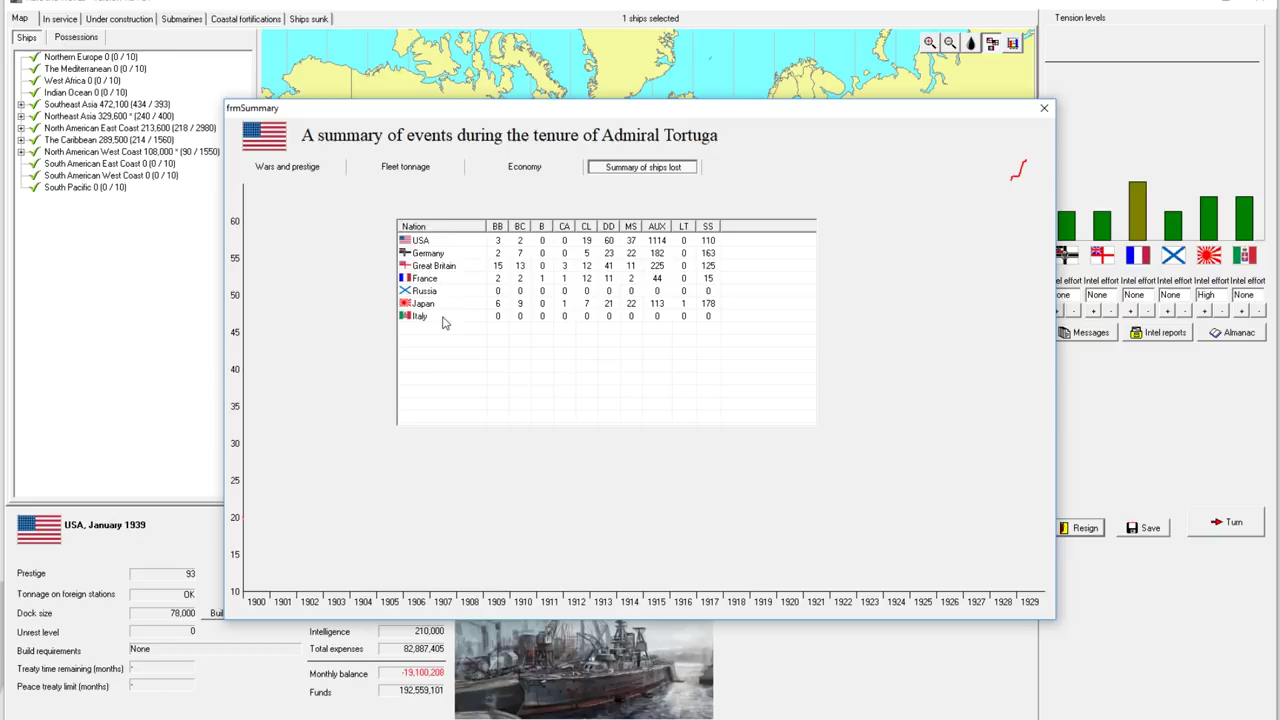 Map In service Under construction Submarines Coastal fortifications Ships sunk 1 ships selected Tension levels
Ships Possessions
Northern Europe 0 (0 / 10)
The Mediterranean 0 (0 / 10)
West Africa 0 (0 / 10)
Indian Ocean 0 (0 / 10)
Southeast Asia 472,100 (434 / 393)
Northeast Asia 329,600 * (240 / 400)
North American East Coast 213,600 (218 / 2980)
The Caribbean 289,500 (214 / 1560)
North American West Coast 108,000 * (90 / 1550)
South American East Coast 0 (0 / 10)
South American West Coast 0 (0 / 10)
South Pacific 0 (0 / 10)
frmSummary
A summary of events during the tenure of Admiral Tortuga
Wars and prestige Fleet tonnage Economy Summary of ships lost
Nation BB BC B CA CL DD MS AUX LT SS
USA 3 2 0 0 19 60 37 1114 0 110
Germany 2 7 0 0 5 23 22 182 0 163
Great Britain 15 13 0 3 12 41 11 225 0 125
France 2 2 1 1 12 11 2 44 0 15
Russia 0 0 0 0 0 0 0 0 0 0
Japan 6 9 0 1 7 21 22 113 1 178
Italy 0 0 0 0 0 0 0 0 0 0
60
55
50
45
40
35
30
25
20
15
10
1900 1901 1902 1903 1904 1905 1906 1907 1909 1910 1911 1912 1913 1914 1915 1916 1917 1918 1919 1920 1921 1922 1923 1924 1925 1926 1927 1928 1929
Intel effort Intel effort Intel effort Intel effort Intel effort Intel effort
one None None None High None
+ - + - + - + - + - + -
Messages Intel reports Almanac
Resign Save Turn
USA, January 1939
Prestige 93
Tonnage on foreign stations OK
Dock size 78,000 Buil
Unrest level 0
Build requirements None
Treaty time remaining (months) -
Peace treaty limit (months) -
Intelligence 210,000
Total expenses 82,887,405
Monthly balance -19,100,208
Funds 192,559,101